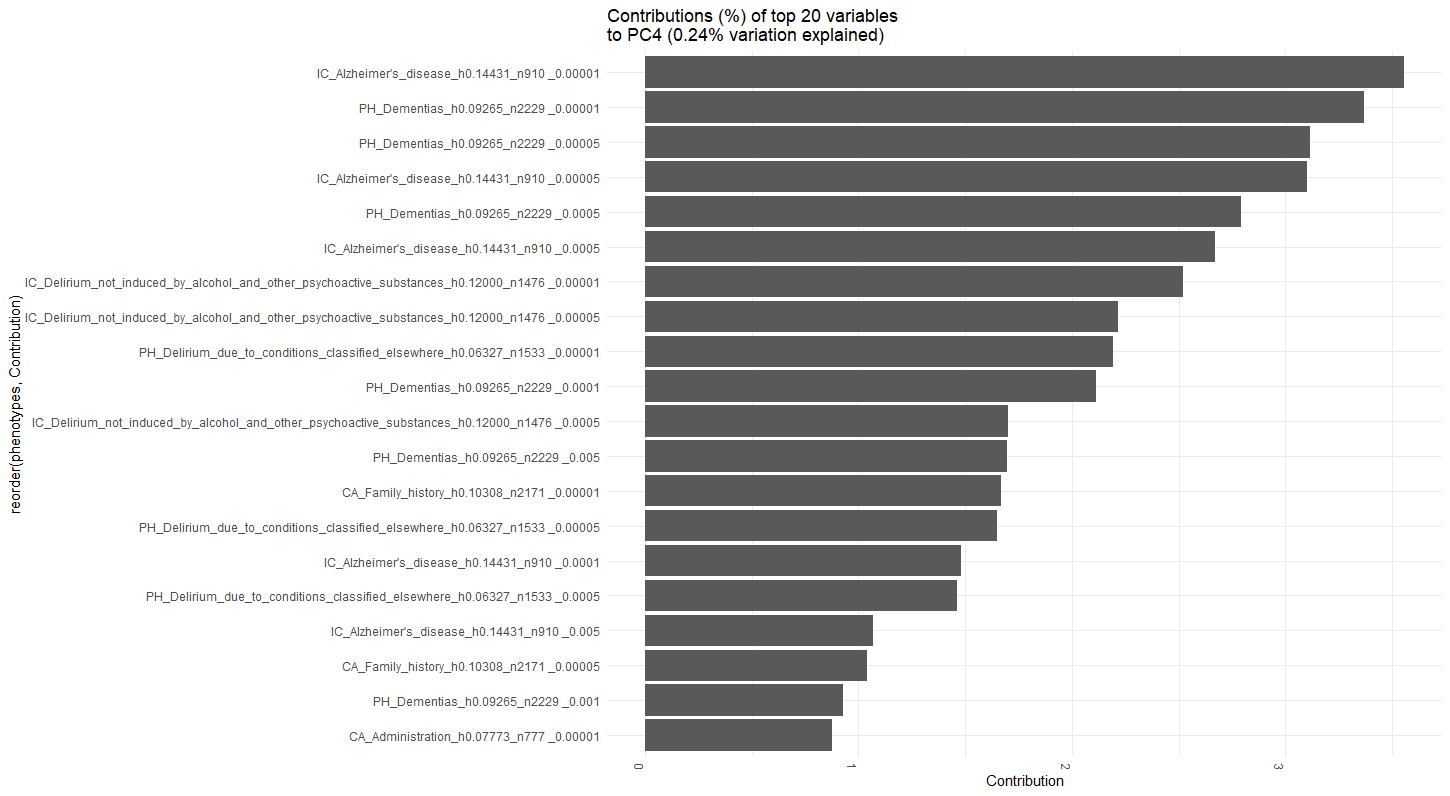 Contributions (%) of top 20 variables
to PC4 (0.24% variation explained)
IC_Alzheimer's_disease_h0.14431_n910 _0.00001
PH_Dementias_h0.09265_n2229 _0.00001
PH_Dementias_h0.09265_n2229 _0.00005
IC_Alzheimer's_disease_h0.14431_n910 _0.00005
PH_Dementias_h0.09265_n2229 _0.0005
IC_Alzheimer's_disease_h0.14431_n910 _0.0005
IC_Delirium_not_induced_by_alcohol_and_other_psychoactive_substances_h0.12000_n1476 _0.00001
IC_Delirium_not_induced_by_alcohol_and_other_psychoactive_substances_h0.12000_n1476 _0.00005
PH_Delirium_due_to_conditions_classified_elsewhere_h0.06327_n1533 _0.00001
PH_Dementias_h0.09265_n2229 _0.0001
IC_Delirium_not_induced_by_alcohol_and_other_psychoactive_substances_h0.12000_n1476 _0.0005
PH_Dementias_h0.09265_n2229 _0.005
CA_Family_history_h0.10308_n2171 _0.00001
PH_Delirium_due_to_conditions_classified_elsewhere_h0.06327_n1533 _0.00005
IC_Alzheimer's_disease_h0.14431_n910 _0.0001
PH_Delirium_due_to_conditions_classified_elsewhere_h0.06327_n1533 _0.0005
IC_Alzheimer's_disease_h0.14431_n910 _0.005
CA_Family_history_h0.10308_n2171 _0.00005
PH_Dementias_h0.09265_n2229 _0.001
CA_Administration_h0.07773_n777 _0.00001
reorder(phenotypes, Contribution)
0 1 2 3
Contribution